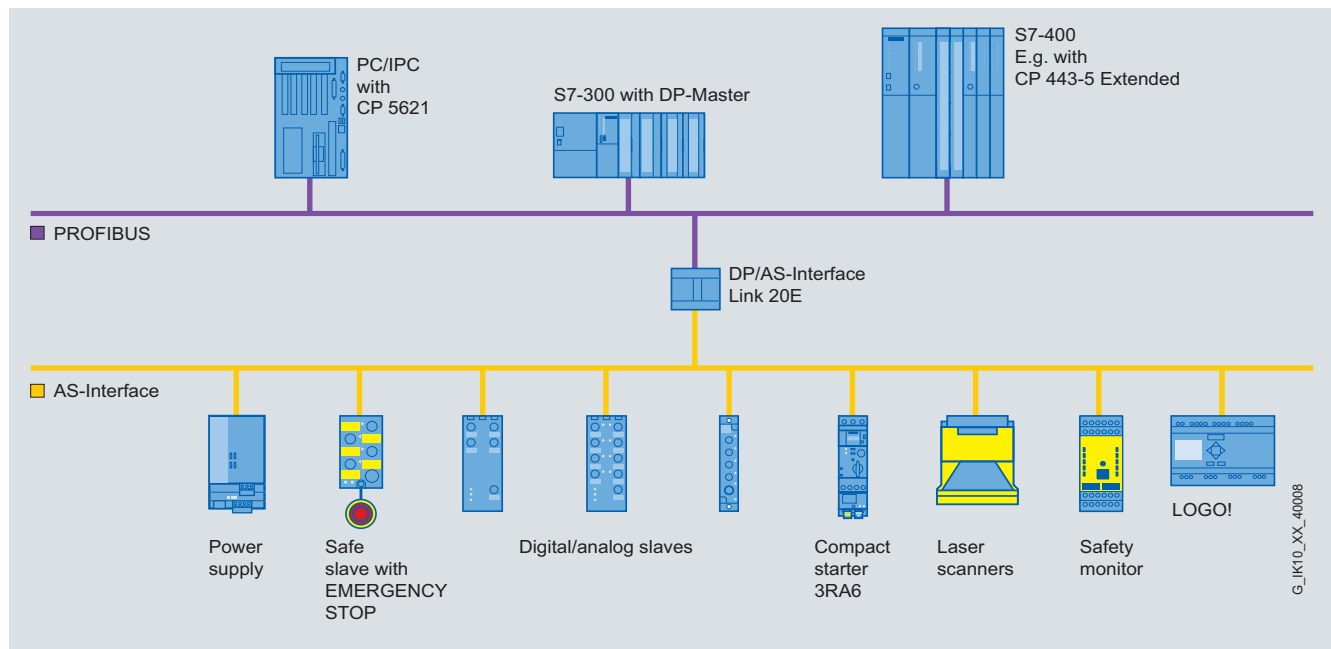 PC/IPC
with
CP 5621
S7-300 with DP-Master
S7-400
E.g. with
CP 443-5 Extended
PROFIBUS
DP/AS-Interface
Link 20E
AS-Interface
Power
supply
Safe
slave with
EMERGENCY
STOP
Digital/analog slaves
Compact
starter
3RA6
Laser
scanners
Safety
monitor
LOGO!
G_IK10_XX_40008